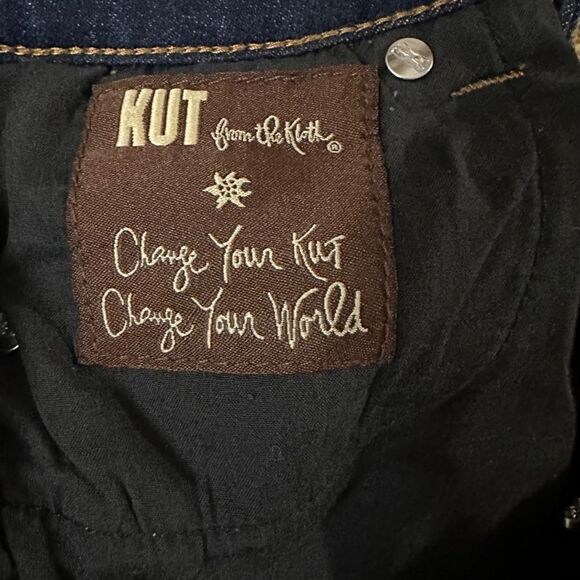 KUT from the Kloth ®
Change Your Kut
Change Your World